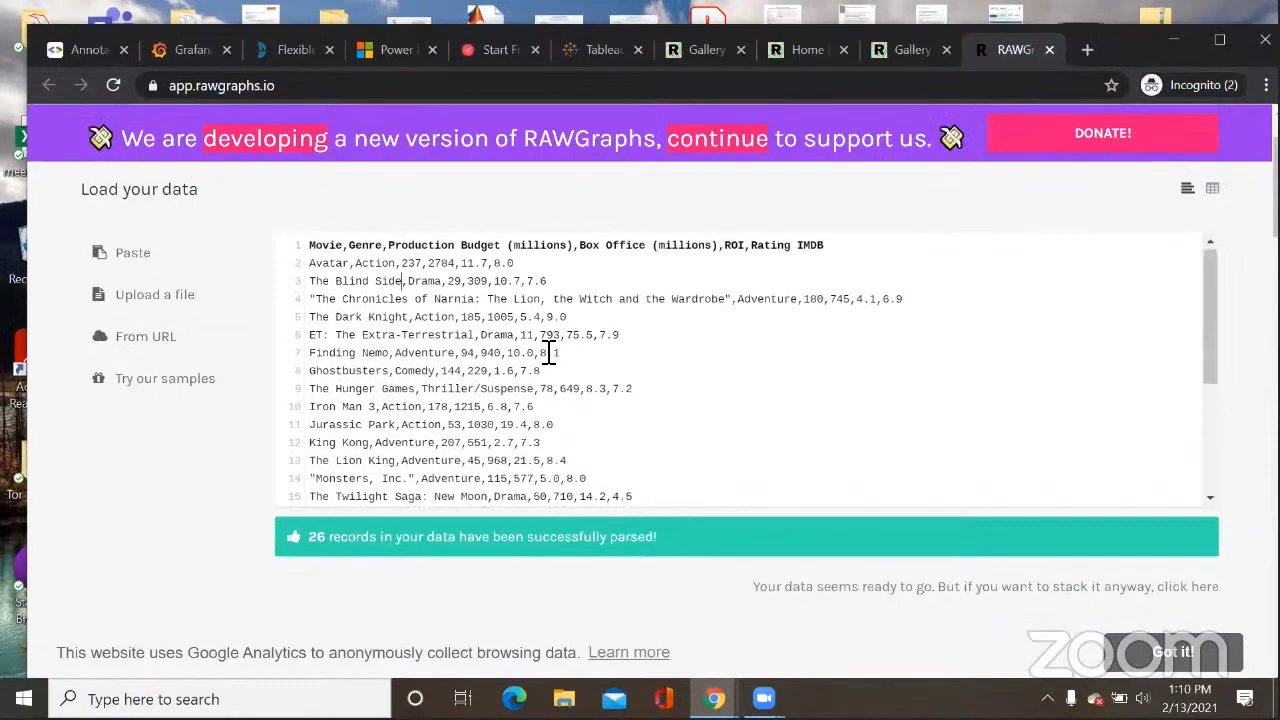 Annota
Grafan
Flexible
Power
Start Fr
Tableau
Gallery
Home
Gallery
RAWGr
app.rawgraphs.io
Incognito (2)
We are developing a new version of RAWGraphs, continue to support us.
DONATE!
Load your data
Paste
Upload a file
From URL
Try our samples
1 Movie,Genre,Production Budget (millions),Box Office (millions),ROI,Rating IMDB
2 Avatar,Action,237,2784,11.7,8.0
3 The Blind Side,Drama,29,309,10.7,7.6
4 "The Chronicles of Narnia: The Lion, the Witch and the Wardrobe",Adventure,180,745,4.1,6.9
5 The Dark Knight,Action,185,1005,5.4,9.0
6 ET: The Extra-Terrestrial,Drama,11,793,75.5,7.9
7 Finding Nemo,Adventure,94,940,10.0,8.1
8 Ghostbusters,Comedy,144,229,1.6,7.8
9 The Hunger Games,Thriller/Suspense,78,649,8.3,7.2
10 Iron Man 3,Action,178,1215,6.8,7.6
11 Jurassic Park,Action,53,1030,19.4,8.0
12 King Kong,Adventure,207,551,2.7,7.3
13 The Lion King,Adventure,45,968,21.5,8.4
14 "Monsters, Inc.",Adventure,115,577,5.0,8.0
15 The Twilight Saga: New Moon,Drama,50,710,14.2,4.5
26 records in your data have been successfully parsed!
Your data seems ready to go. But if you want to stack it anyway, click here
This website uses Google Analytics to anonymously collect browsing data. Learn more
Got it!
zoom
Type here to search
1:10 PM
2/13/2021